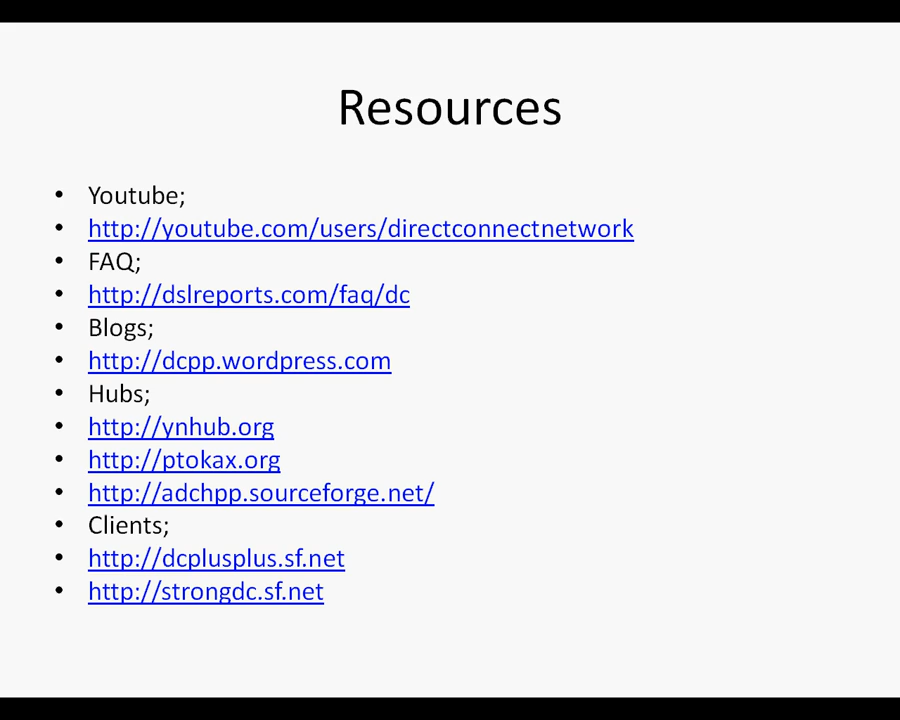 Resources
• Youtube;
• http://youtube.com/users/directconnectnetwork
• FAQ;
• http://dslreports.com/faq/dc
• Blogs;
• http://dcpp.wordpress.com
• Hubs;
• http://ynhub.org
• http://ptokax.org
• http://adchpp.sourceforge.net/
• Clients;
• http://dcplusplus.sf.net
• http://strongdc.sf.net